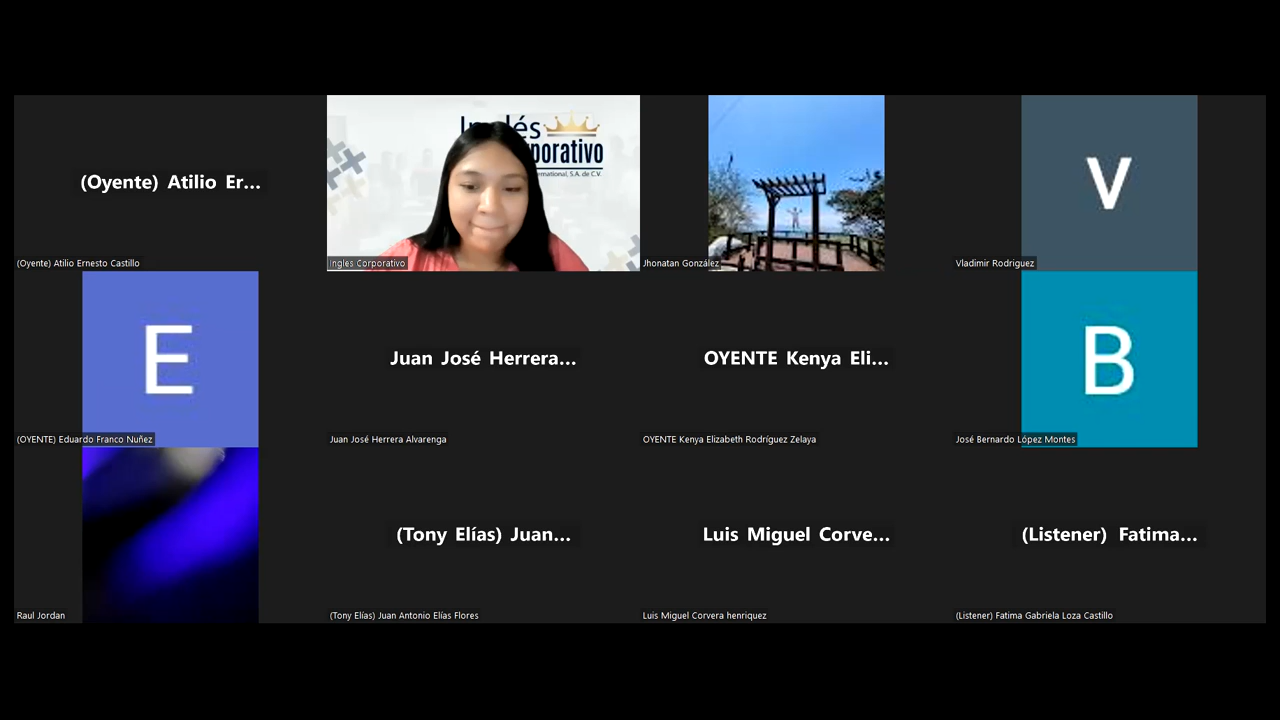 (Oyente) Atilio Er...
(Oyente) Atilio Ernesto Castillo
Inglés
porativo
ernational, S.A. de C.V.
Ingles Corporativo
Jhonatan González
V
Vladimir Rodriguez
E
(OYENTE) Eduardo Franco Nuñez
Juan José Herrera...
Juan José Herrera Alvarenga
OYENTE Kenya Eli...
OYENTE Kenya Elizabeth Rodríguez Zelaya
B
José Bernardo López Montes
Raul Jordan
(Tony Elías) Juan...
(Tony Elías) Juan Antonio Elías Flores
Luis Miguel Corve...
Luis Miguel Corvera henriquez
(Listener) Fatima...
(Listener) Fatima Gabriela Loza Castillo